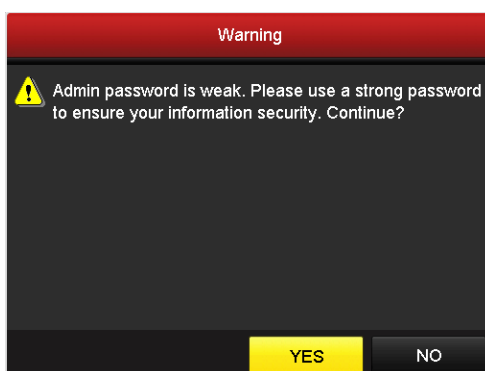 Warning
Admin password is weak. Please use a strong password
to ensure your information security. Continue?
YES
NO